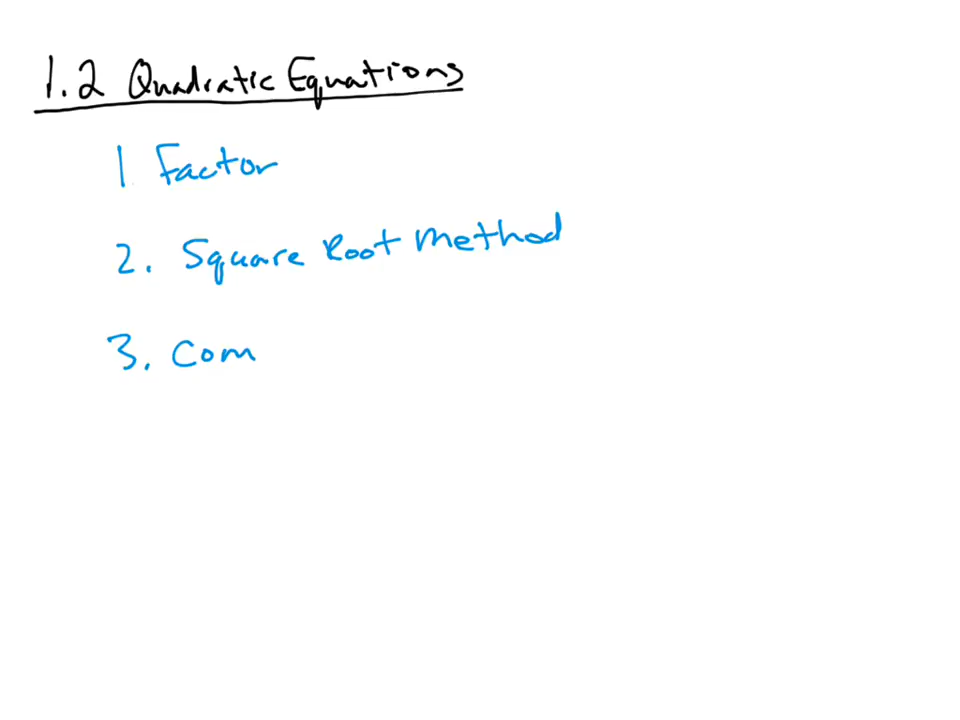 1.2 Quadratic Equations
1. Factor
2. Square Root Method
3. Com